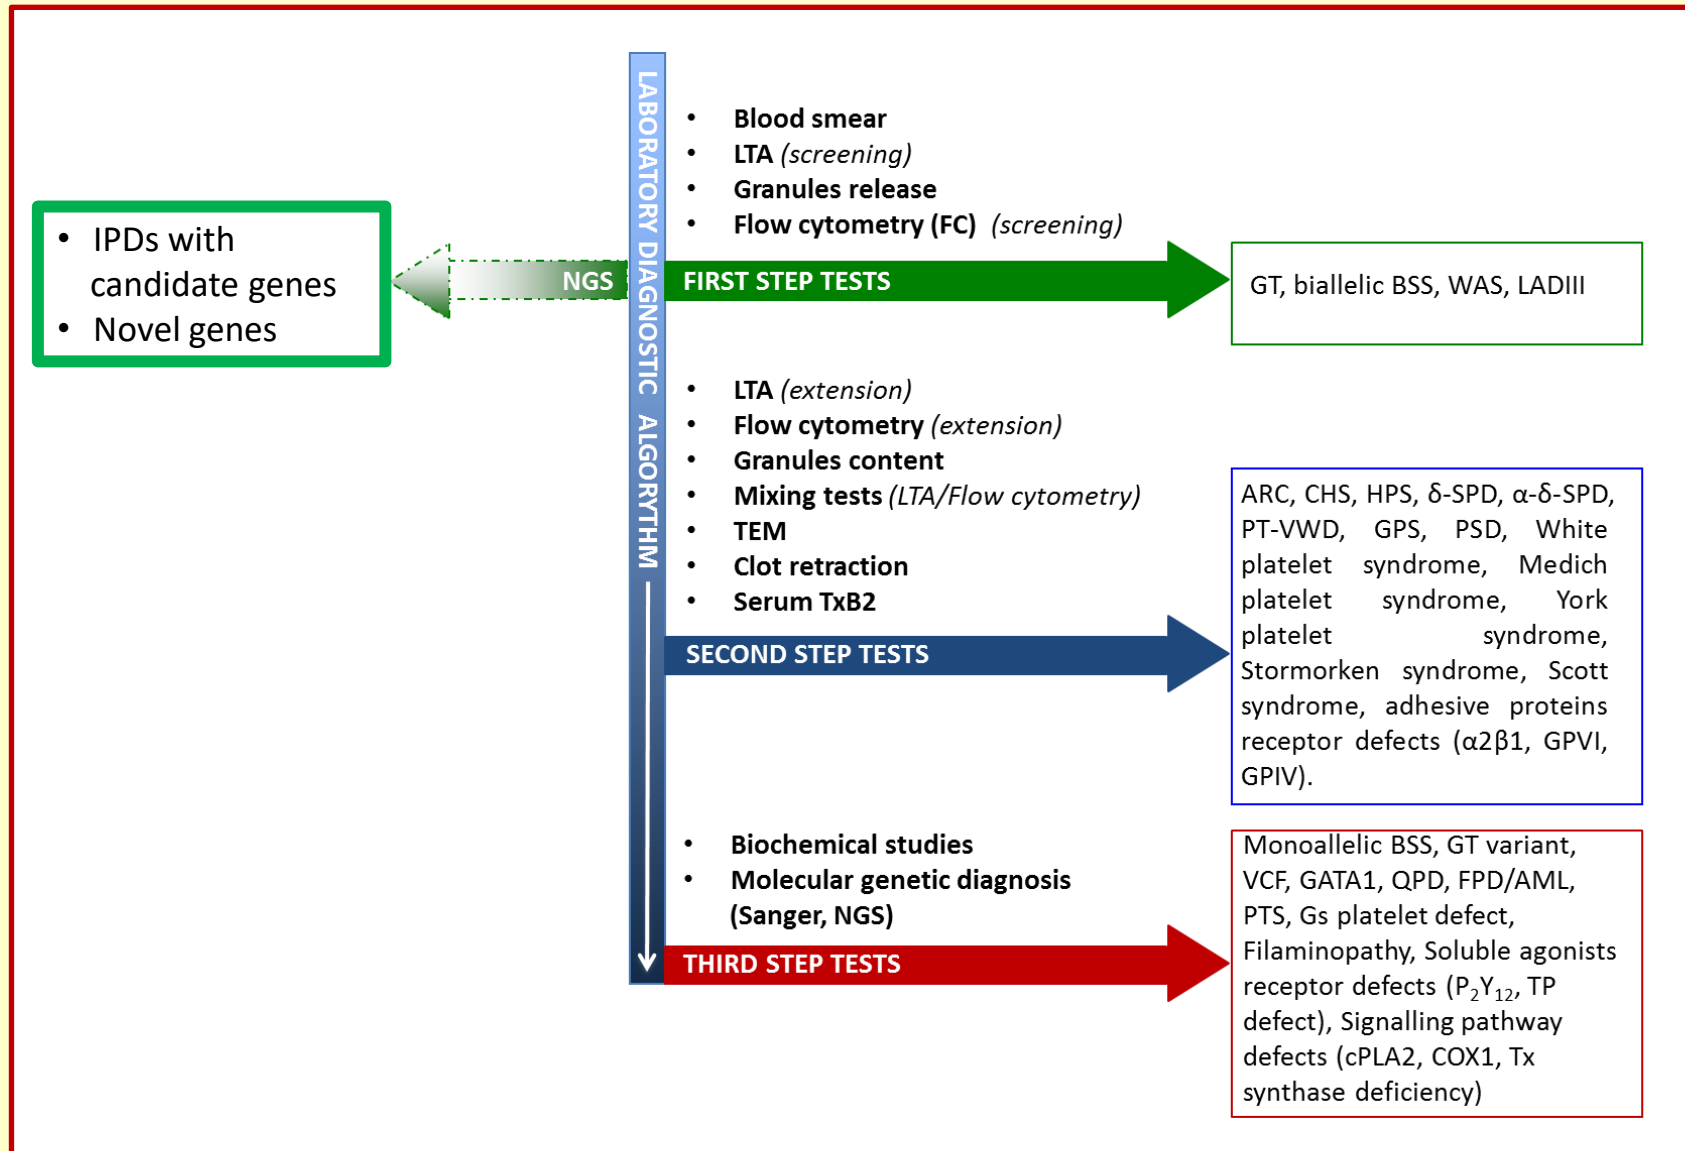 LABORATORY DIAGNOSTIC ALGORYTHM
• Blood smear
• LTA (screening)
• Granules release
• Flow cytometry (FC) (screening)
• IPDs with
candidate genes
• Novel genes
NGS
FIRST STEP TESTS
GT, biallelic BSS, WAS, LADIII
• LTA (extension)
• Flow cytometry (extension)
• Granules content
• Mixing tests (LTA/Flow cytometry)
• TEM
• Clot retraction
• Serum TxB2
SECOND STEP TESTS
ARC, CHS, HPS, δ-SPD, α-δ-SPD,
PT-VWD, GPS, PSD, White
platelet syndrome, Medich
platelet syndrome, York
platelet syndrome,
Stormorken syndrome, Scott
syndrome, adhesive proteins
receptor defects (α2β1, GPVI,
GPIV).
• Biochemical studies
• Molecular genetic diagnosis
(Sanger, NGS)
THIRD STEP TESTS
Monoallelic BSS, GT variant,
VCF, GATA1, QPD, FPD/AML,
PTS, Gs platelet defect,
Filaminopathy, Soluble agonists
receptor defects (P₂Y₁₂, TP
defect), Signalling pathway
defects (cPLA2, COX1, Tx
synthase deficiency)